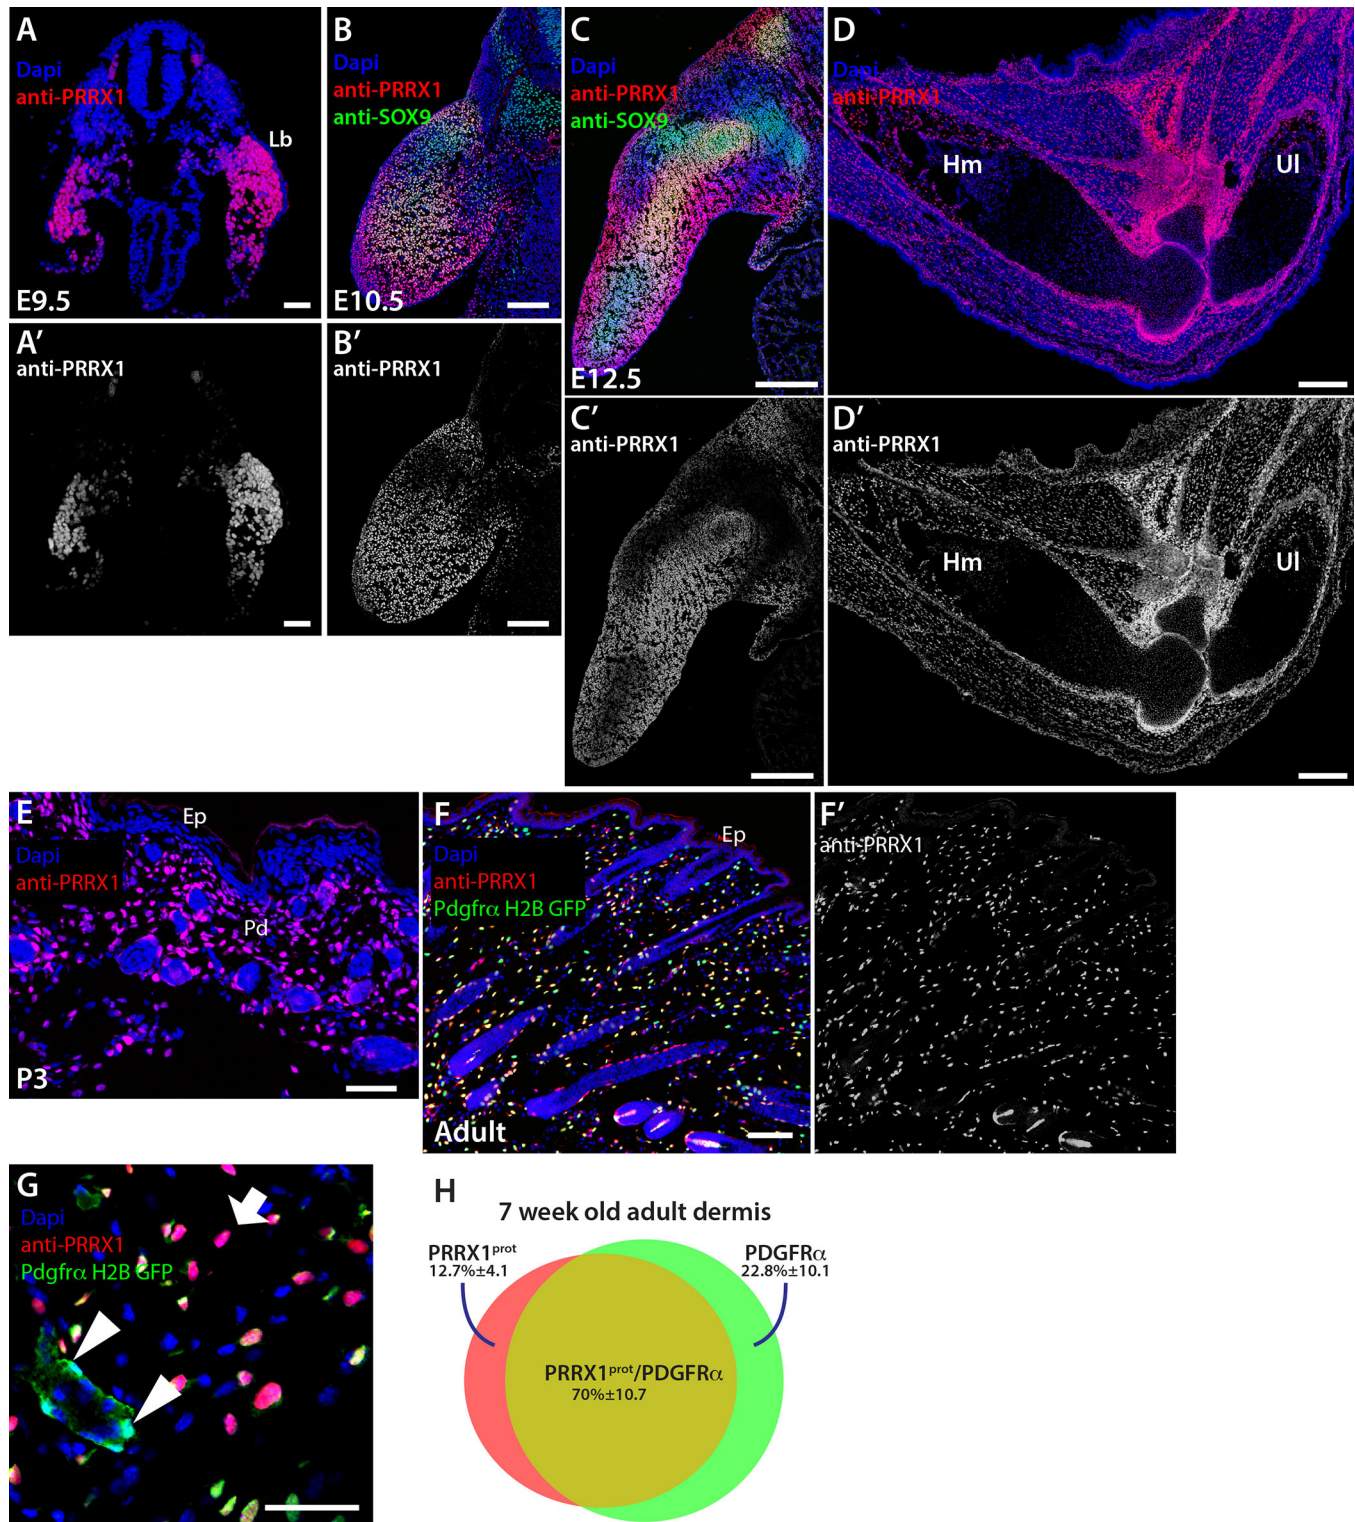 A
Dapi
anti-PRRX1
Lb
E9.5
B
Dapi
anti-PRRX1
anti-SOX9
E10.5
C
Dapi
anti-PRRX1
anti-SOX9
E12.5
D
Dapi
anti-PRRX1
Hm
Ul
A′
anti-PRRX1
B′
anti-PRRX1
C′
anti-PRRX1
D′
anti-PRRX1
Hm
Ul
E
Ep
Dapi
anti-PRRX1
Pd
P3
F
Ep
Dapi
anti-PRRX1
Pdgfrα H2B GFP
Adult
F′
anti-PRRX1
G
Dapi
anti-PRRX1
Pdgfrα H2B GFP
H
7 week old adult dermis
PRRX1prot
12.7%±4.1
PDGFRα
22.8%±10.1
PRRX1prot/PDGFRα
70%±10.7